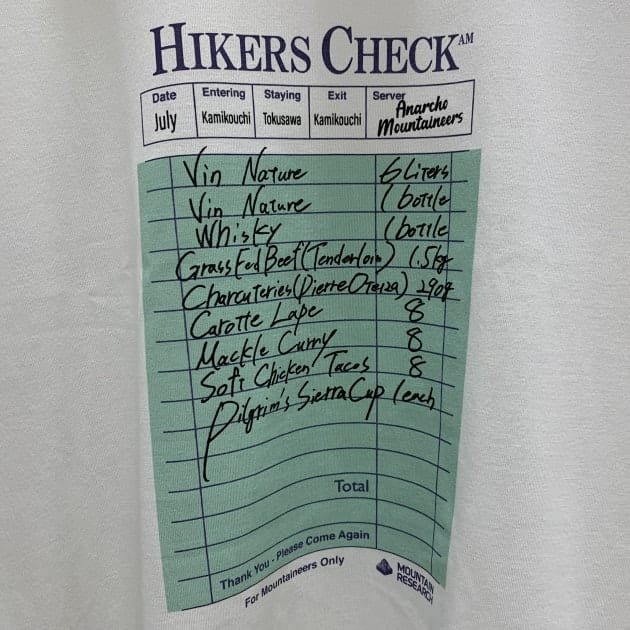 HIKERS CHECK AM
Date Entering Staying Exit Server
July Kamikouchi Tokusawa Kamikouchi Anarcho Mountaineers
Vin Nature 6 Liters
Vin Nature 1 bottle
Whisky 1 bottle
Grass Fed Beef (Tenderloin) 1.5kg
Charcuteries (Pierre Oteiza) 290g
Carotte Lape 8
Mackle Curry 8
Soft Chicken Tacos 8
Pilgrim's Sierra Cup 1 each
Total
Thank You - Please Come Again
For Mountaineers Only
MOUNTAIN
RESEARCH